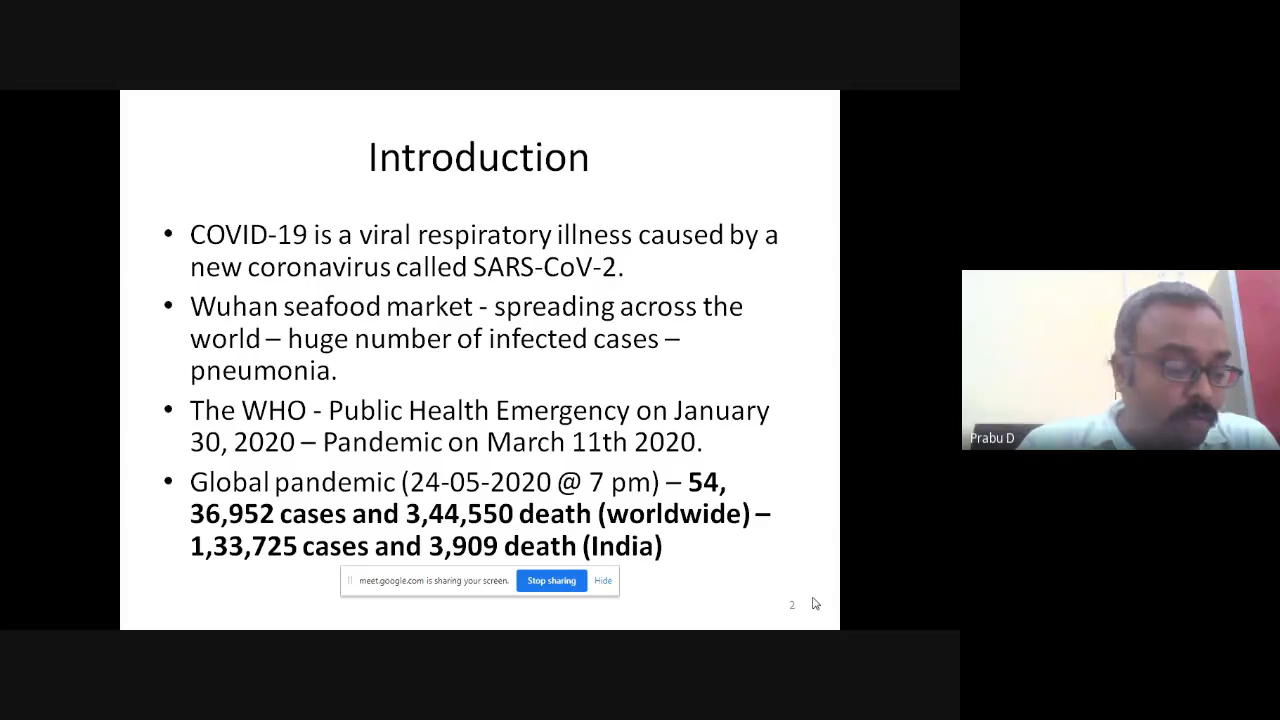 Introduction
• COVID-19 is a viral respiratory illness caused by a
new coronavirus called SARS-CoV-2.
• Wuhan seafood market - spreading across the
world – huge number of infected cases –
pneumonia.
• The WHO - Public Health Emergency on January
30, 2020 – Pandemic on March 11th 2020.
• Global pandemic (24-05-2020 @ 7 pm) – 54,
36,952 cases and 3,44,550 death (worldwide) –
1,33,725 cases and 3,909 death (India)
meet.google.com is sharing your screen. Stop sharing Hide
2
Prabu D